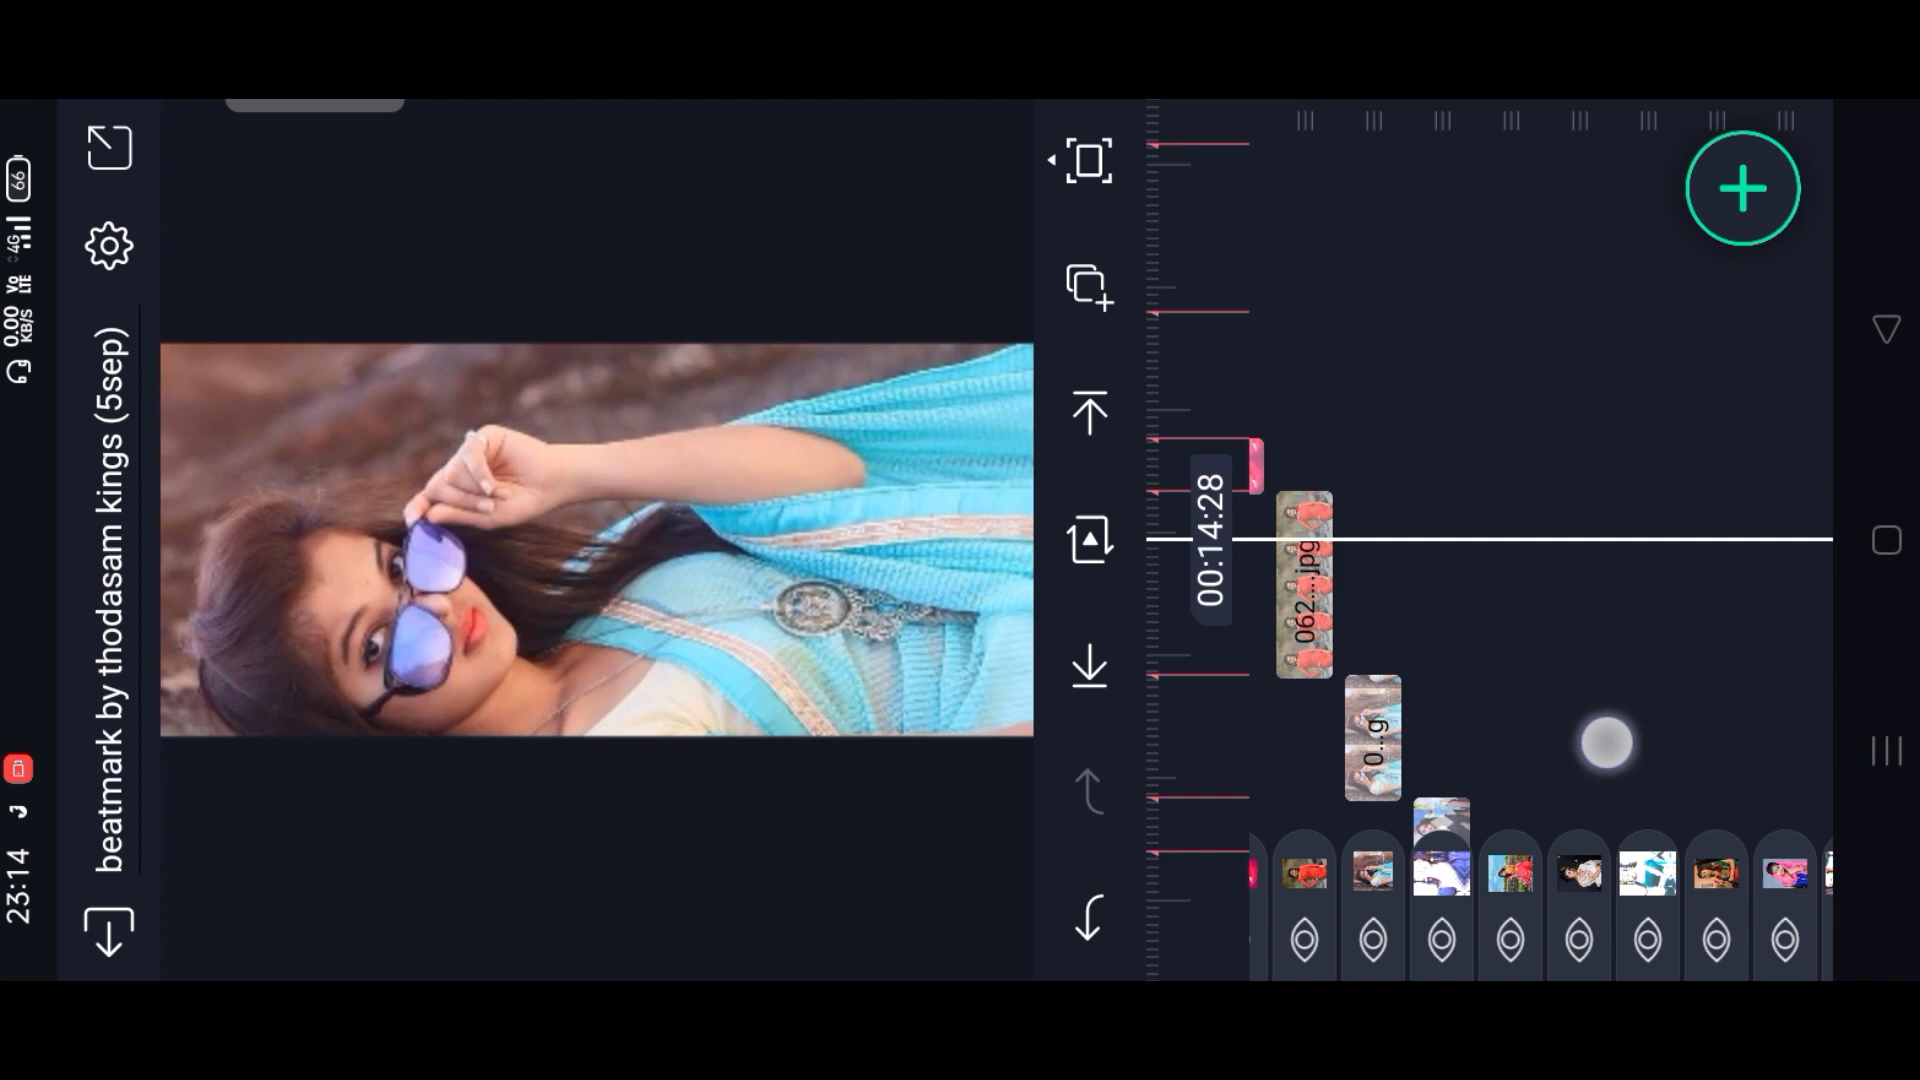 23:14
0.00
KB/S
Vo
LTE
4G
66
beatmark by thodasam kings (5sep)
00:14:28
062...jpg
0...g